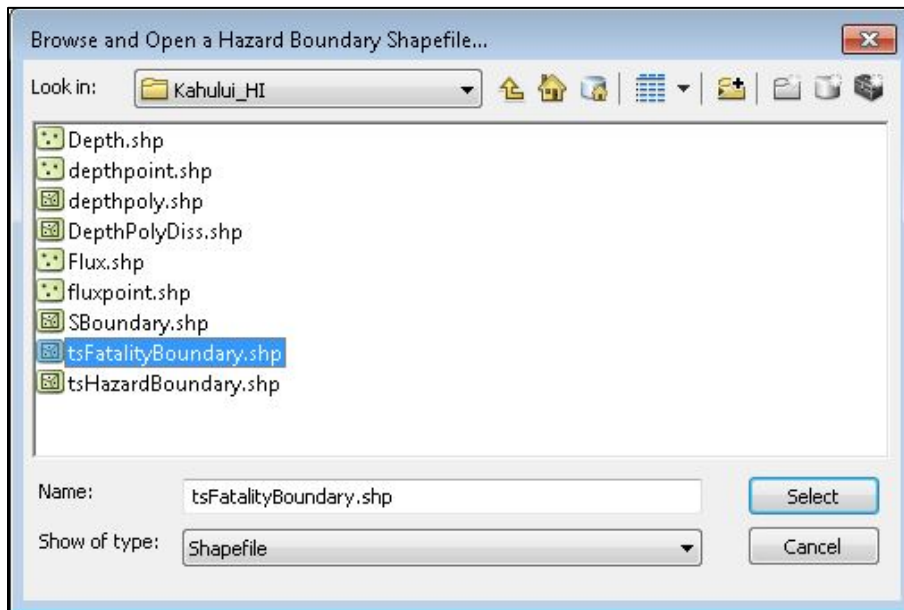 Browse and Open a Hazard Boundary Shapefile...
Look in: Kahului_HI
Depth.shp
depthpoint.shp
depthpoly.shp
DepthPolyDiss.shp
Flux.shp
fluxpoint.shp
SBoundary.shp
tsFatalityBoundary.shp
tsHazardBoundary.shp
Name: tsFatalityBoundary.shp Select
Show of type: Shapefile Cancel